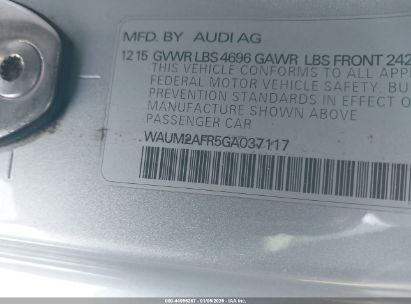 MFD. BY AUDI AG
12 15 GVWR LBS 4696 GAWR LBS FRONT 242
THIS VEHICLE CONFORMS TO ALL APP
FEDERAL MOTOR VEHICLE SAFETY, BU
PREVENTION STANDARDS IN EFFECT O
MANUFACTURE SHOWN ABOVE
PASSENGER CAR
WAUM2AFR5GA037117